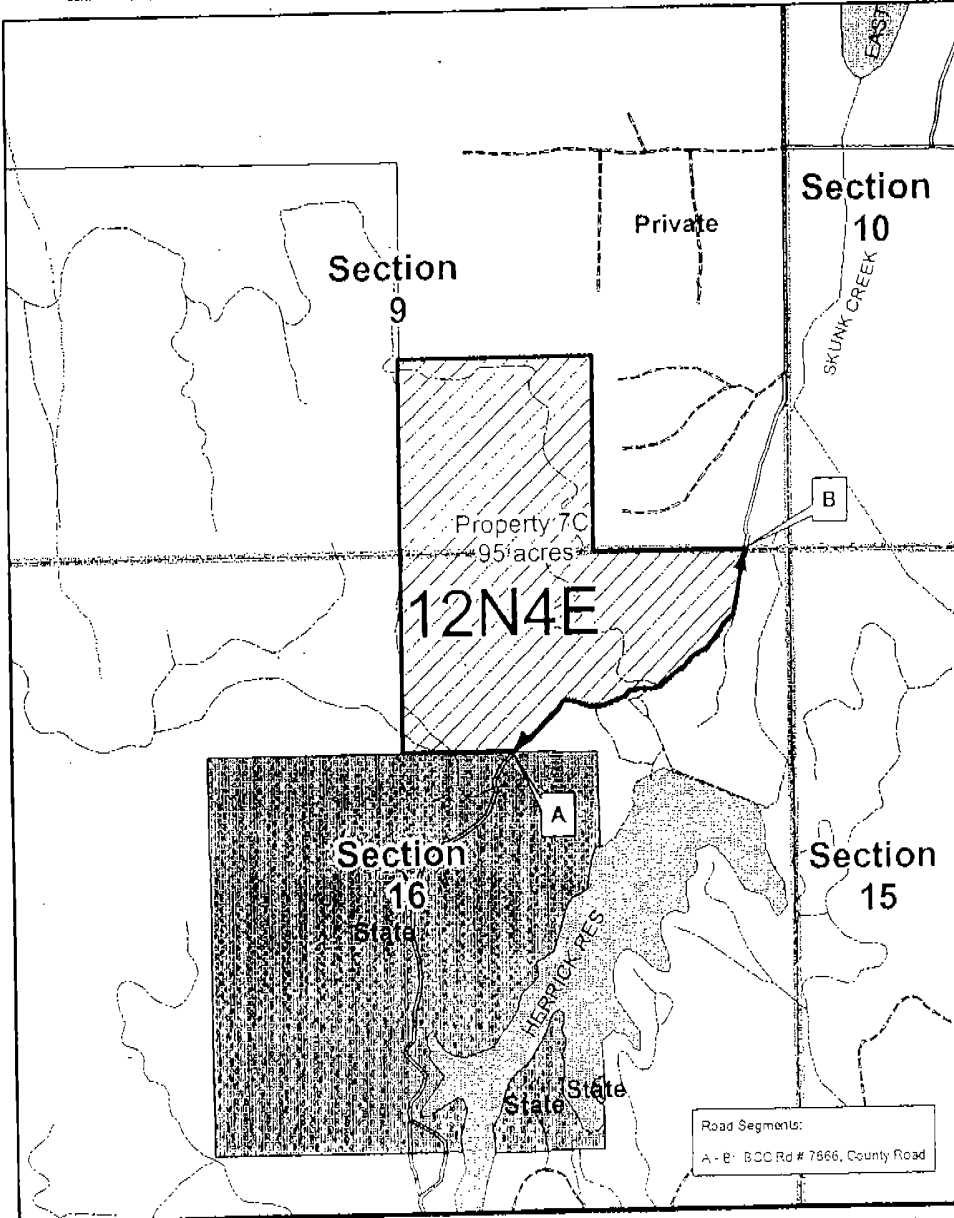 EAST
Section
10
Private
Section
9
SKUNK CREEK
B
Property 7C
95 acres
12N4E
A
Section
16
State
Section
15
HERRICK RES
State
State
Road Segments:
A - B: BCC Rd # 7666, County Road